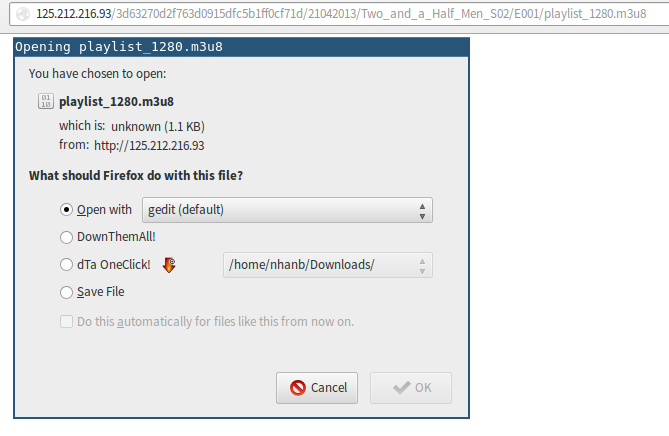 125.212.216.93/3d63270d2f763d0915dfc5b1ff0cf71d/21042013/Two_and_a_Half_Men_S02/E001/playlist_1280.m3u8
Opening playlist_1280.m3u8
You have chosen to open:
playlist_1280.m3u8
which is: unknown (1.1 KB)
from: http://125.212.216.93
What should Firefox do with this file?
Open with gedit (default)
DownThemAll!
dTa OneClick! /home/nhanb/Downloads/
Save File
Do this automatically for files like this from now on.
Cancel OK